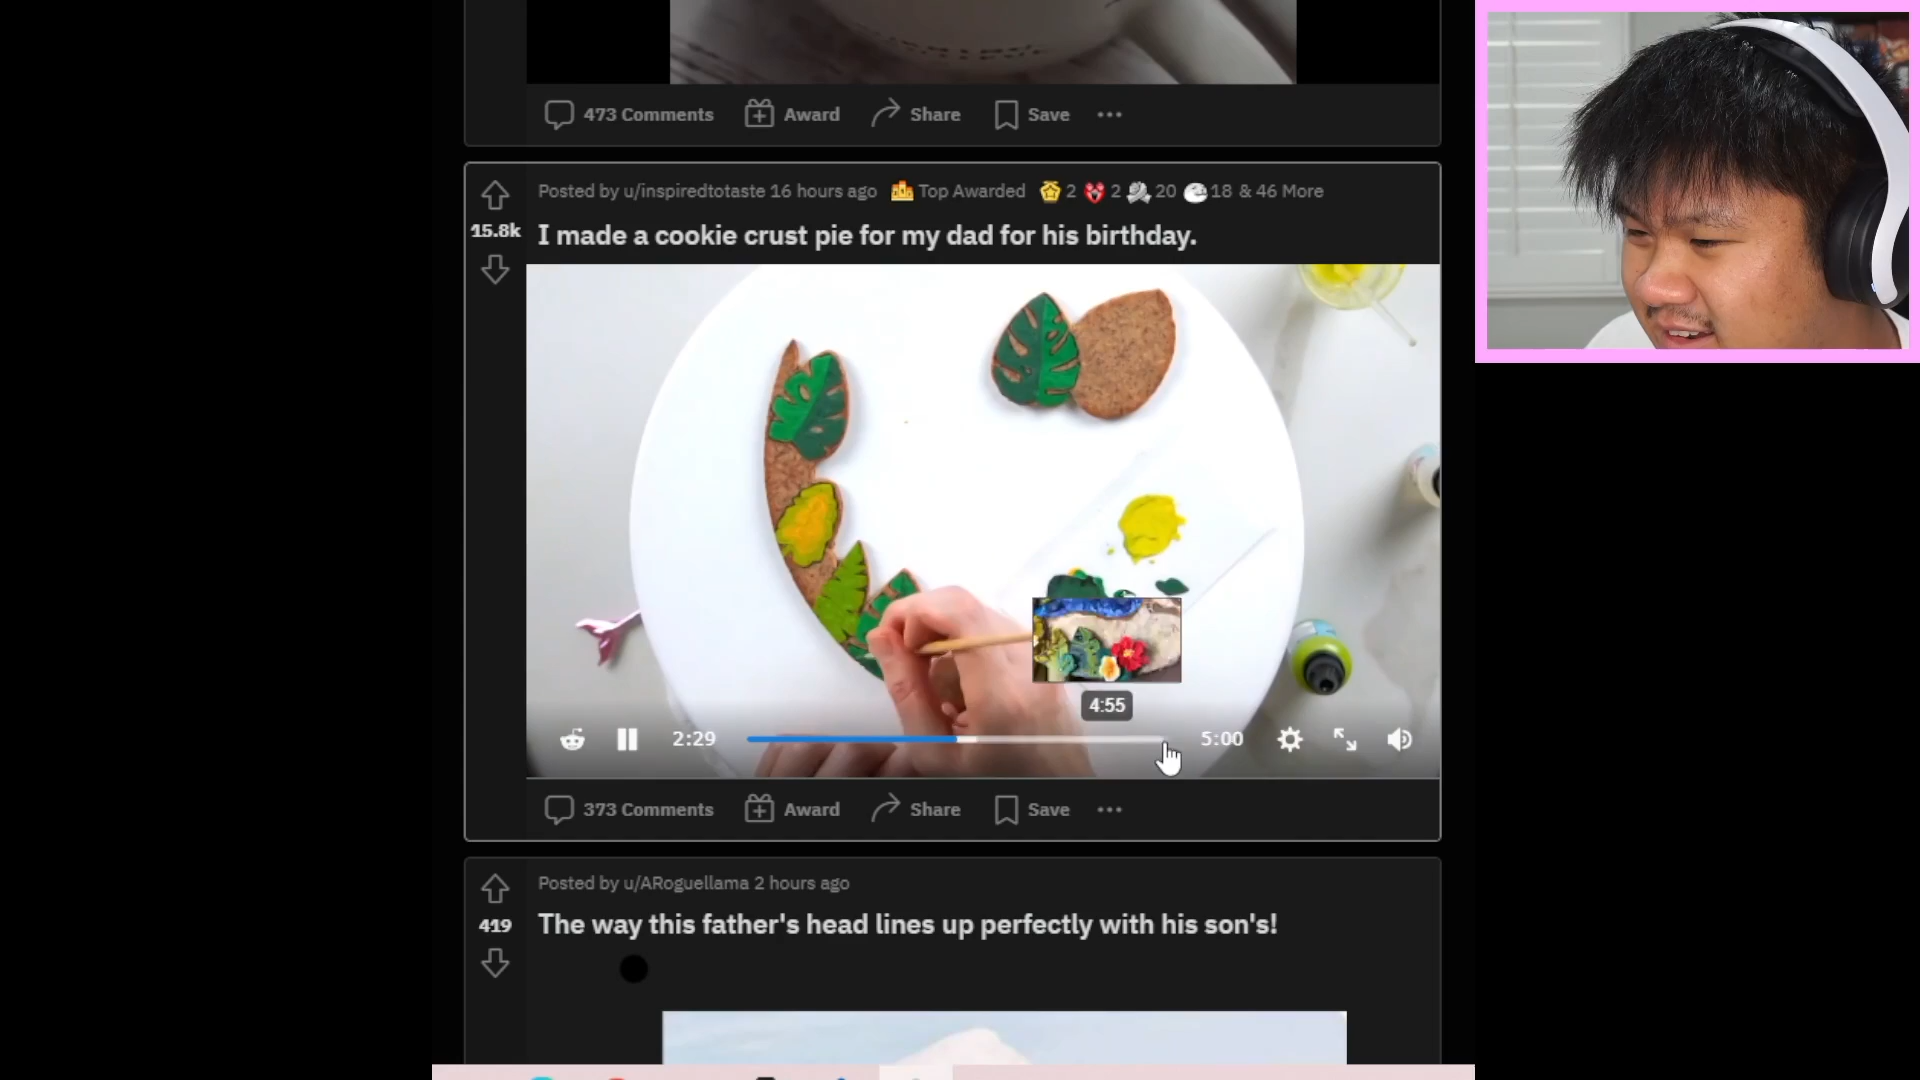 473 Comments Award Share Save
Posted by u/inspiredtotaste 16 hours ago Top Awarded 2 2 20 18 & 46 More
15.8k
I made a cookie crust pie for my dad for his birthday.
4:55
2:29 5:00
373 Comments Award Share Save
Posted by u/ARoguellama 2 hours ago
419
The way this father's head lines up perfectly with his son's!